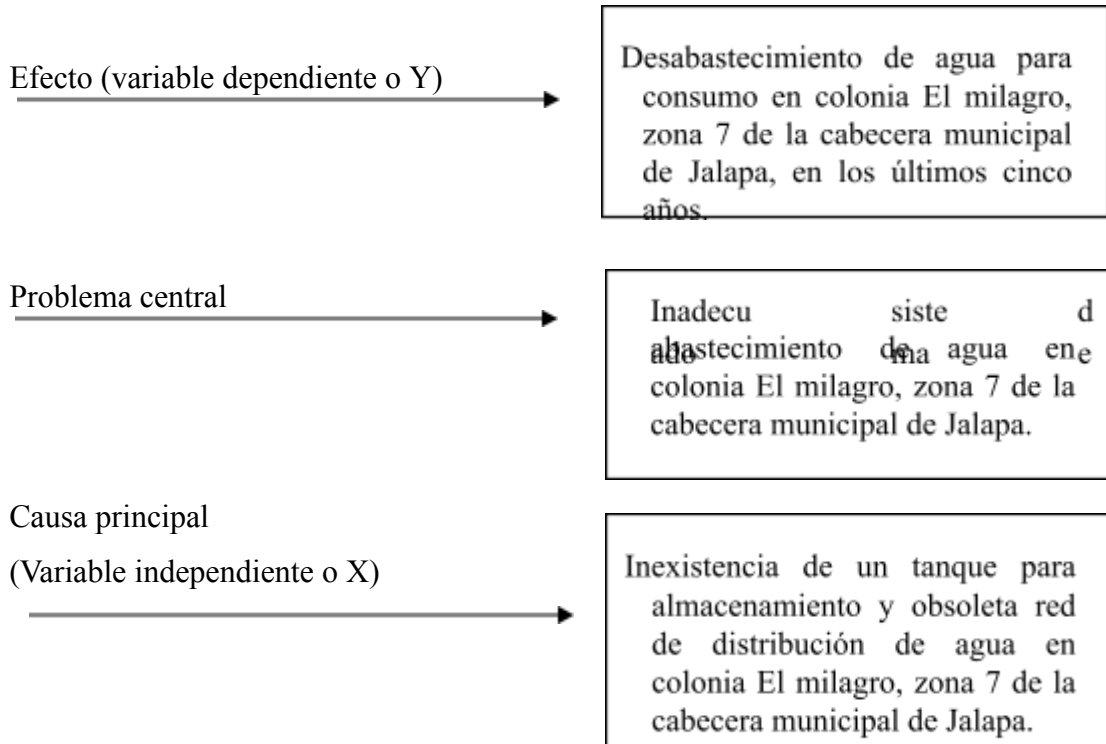 Efecto (variable dependiente o Y)
Desabastecimiento de agua para
consumo en colonia El milagro,
zona 7 de la cabecera municipal
de Jalapa, en los últimos cinco
años.
Problema central
Inadecu siste d
ado ma e
abastecimiento de agua en
colonia El milagro, zona 7 de la
cabecera municipal de Jalapa.
Causa principal
(Variable independiente o X)
Inexistencia de un tanque para
almacenamiento y obsoleta red
de distribución de agua en
colonia El milagro, zona 7 de la
cabecera municipal de Jalapa.